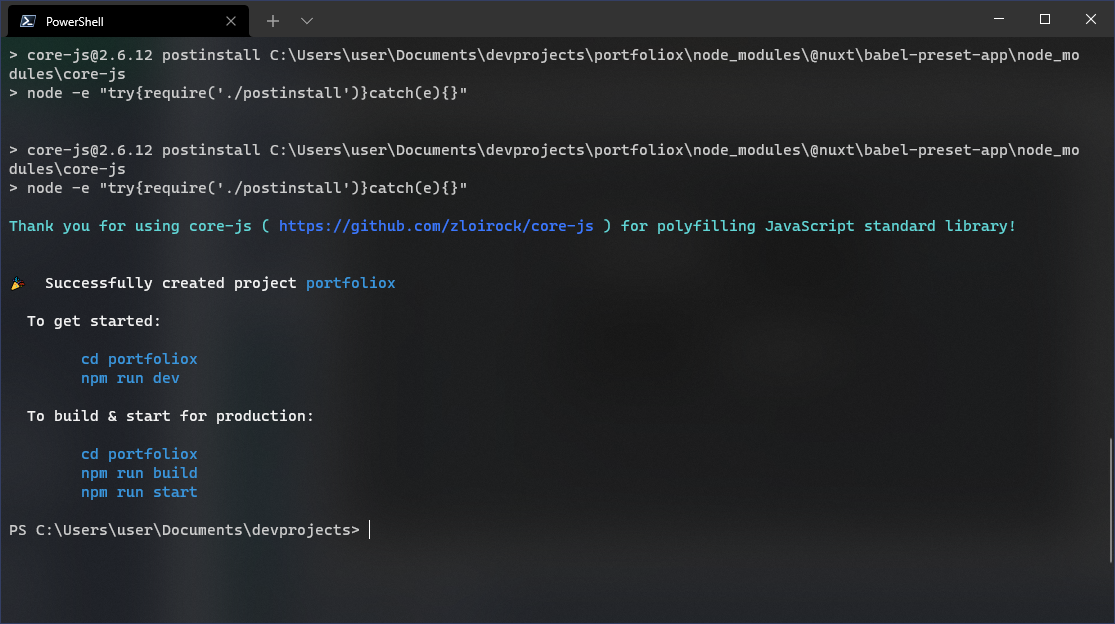 PowerShell
> core-js@2.6.12 postinstall C:\Users\user\Documents\devprojects\portfoliox\node_modules\@nuxt\babel-preset-app\node_mo
dules\core-js
> node -e "try{require('./postinstall')}catch(e){}"
> core-js@2.6.12 postinstall C:\Users\user\Documents\devprojects\portfoliox\node_modules\@nuxt\babel-preset-app\node_mo
dules\core-js
> node -e "try{require('./postinstall')}catch(e){}"
Thank you for using core-js ( https://github.com/zloirock/core-js ) for polyfilling JavaScript standard library!
🎉  Successfully created project portfoliox
To get started:
cd portfoliox
npm run dev
To build & start for production:
cd portfoliox
npm run build
npm run start
PS C:\Users\user\Documents\devprojects>